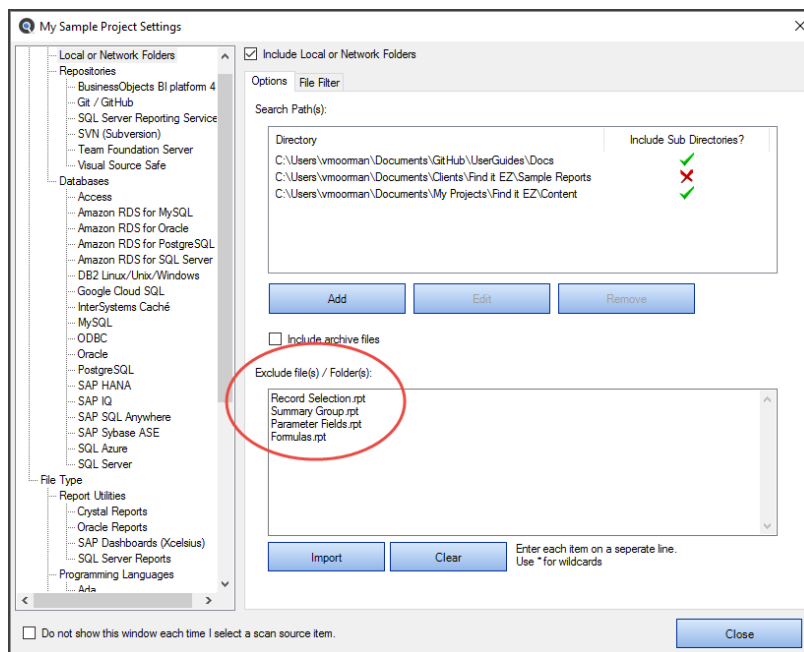 My Sample Project Settings
Local or Network Folders
Repositories
BusinessObjects BI platform 4
Git / GitHub
SQL Server Reporting Service
SVN (Subversion)
Team Foundation Server
Visual Source Safe
Databases
Access
Amazon RDS for MySQL
Amazon RDS for Oracle
Amazon RDS for PostgreSQL
Amazon RDS for SQL Server
DB2 Linux/Unix/Windows
Google Cloud SQL
InterSystems Caché
MySQL
ODBC
Oracle
PostgreSQL
SAP HANA
SAP IQ
SAP SQL Anywhere
SAP Sybase ASE
SQL Azure
SQL Server
File Type
Report Utilities
Crystal Reports
Oracle Reports
SAP Dashboards (Xcelsius)
SQL Server Reports
Programming Languages
Ada
Include Local or Network Folders
Options File Filter
Search Path(s):
Directory Include Sub Directories?
C:\Users\vmoorman\Documents\GitHub\UserGuides\Docs
C:\Users\vmoorman\Documents\Clients\Find it EZ\Sample Reports
C:\Users\vmoorman\Documents\My Projects\Find it EZ\Content
Add Edit Remove
Include archive files
Exclude file(s) / Folder(s):
Record Selection.rpt
Summary Group.rpt
Parameter Fields.rpt
Formulas.rpt
Import Clear
Enter each item on a seperate line.
Use * for wildcards
Do not show this window each time I select a scan source item.
Close